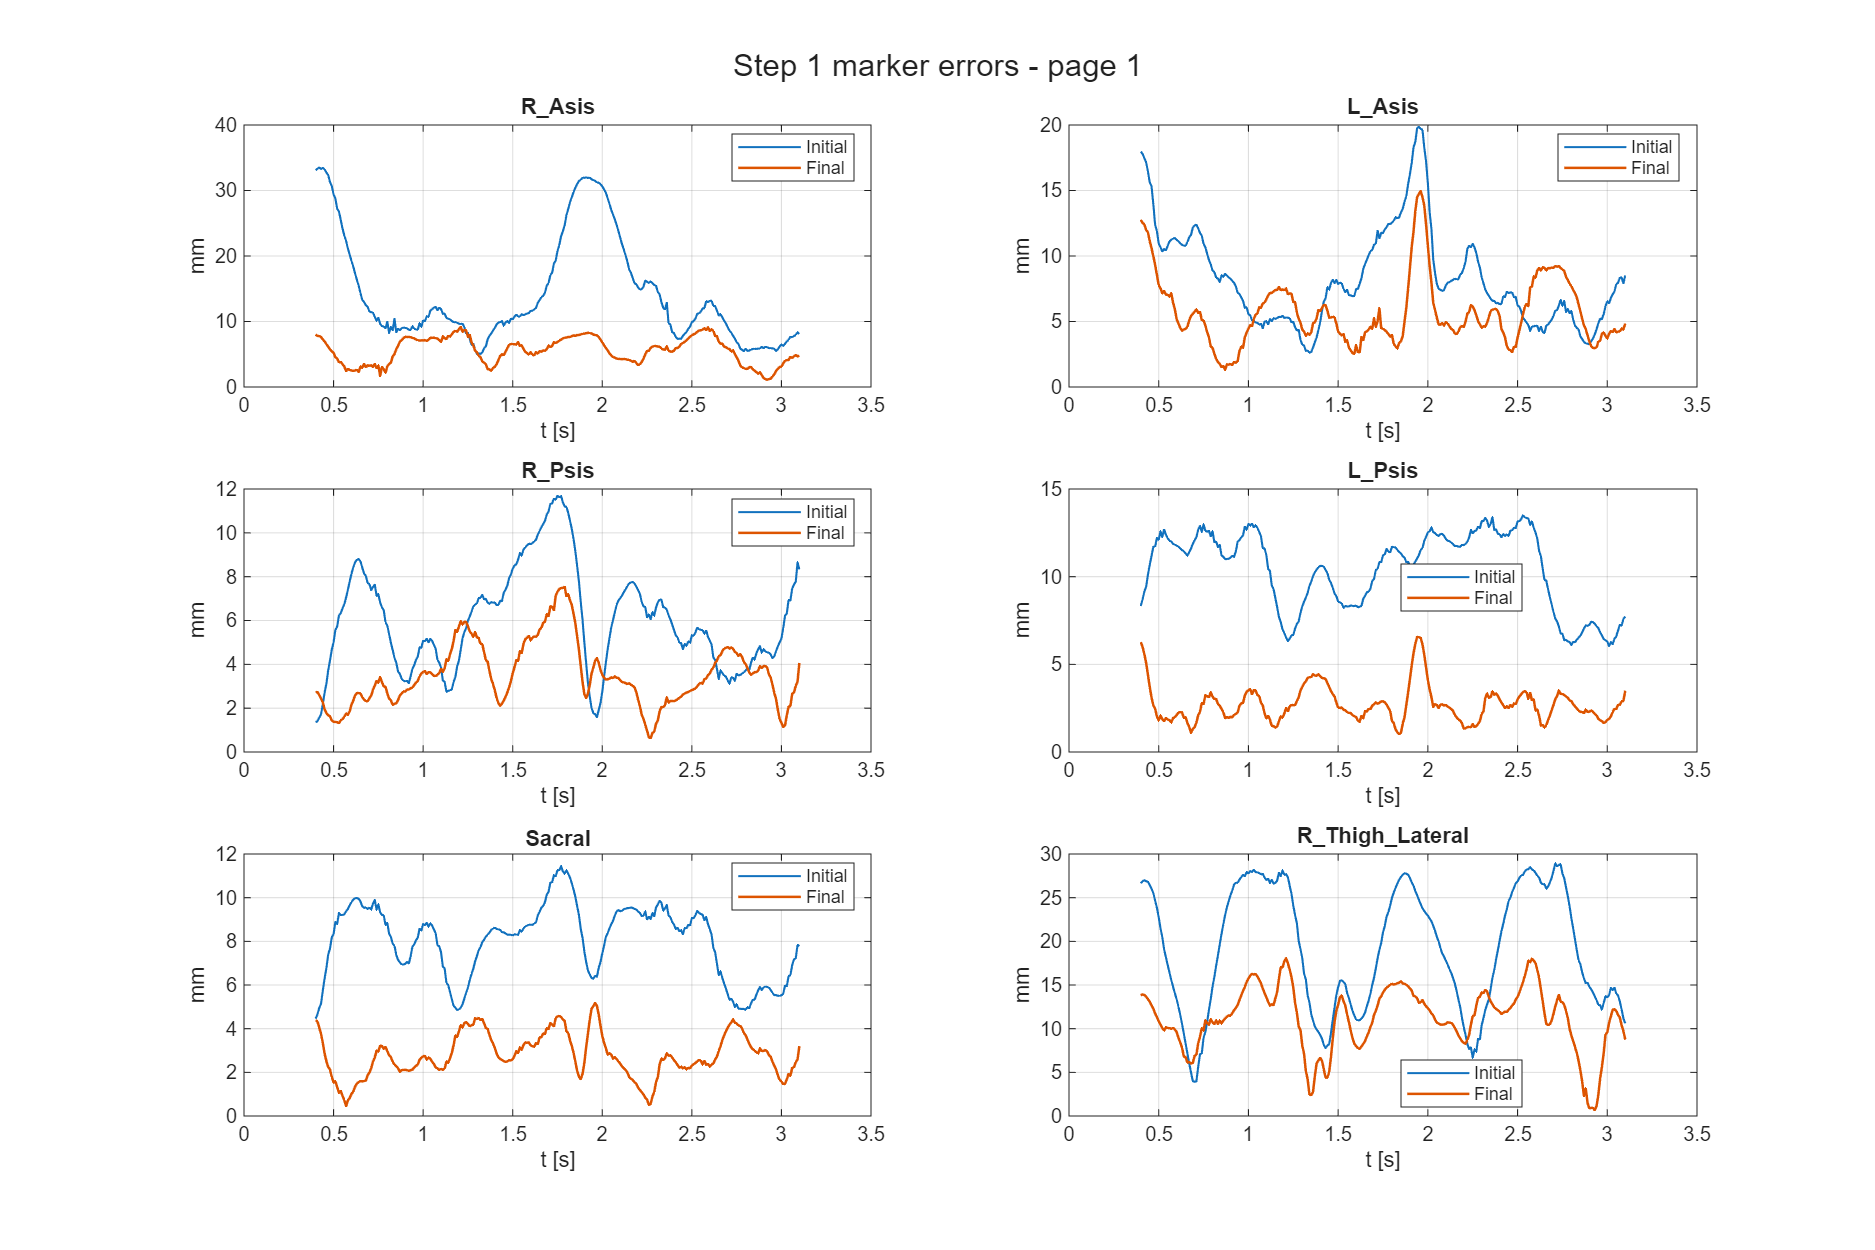 Step 1 marker errors - page 1
R_Asis
40
30
20
10
0
mm
0 0.5 1 1.5 2 2.5 3 3.5
t [s]
Initial
Final
L_Asis
20
15
10
5
0
mm
0 0.5 1 1.5 2 2.5 3 3.5
t [s]
Initial
Final
R_Psis
12
10
8
6
4
2
0
mm
0 0.5 1 1.5 2 2.5 3 3.5
t [s]
Initial
Final
L_Psis
15
10
5
0
mm
0 0.5 1 1.5 2 2.5 3 3.5
t [s]
Initial
Final
Sacral
12
10
8
6
4
2
0
mm
0 0.5 1 1.5 2 2.5 3 3.5
t [s]
Initial
Final
R_Thigh_Lateral
30
25
20
15
10
5
0
mm
0 0.5 1 1.5 2 2.5 3 3.5
t [s]
Initial
Final